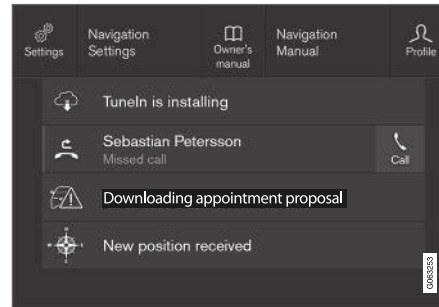 Settings
Navigation
Settings
Owner's
manual
Navigation
Manual
Profile
TuneIn is installing
Sebastian Petersson
Missed call
Call
Downloading appointment proposal
New position received
G063253